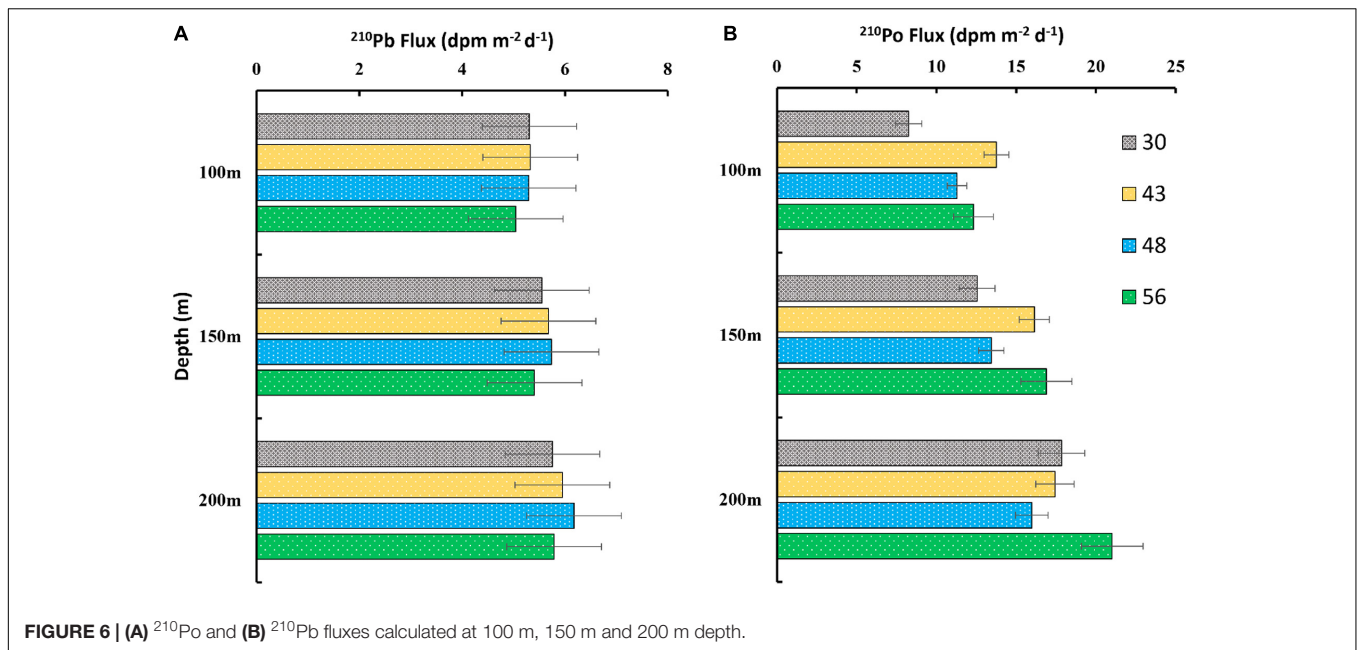 A
²¹⁰Pb Flux (dpm m⁻² d⁻¹)
0 2 4 6 8
Depth (m)
100m
150m
200m
B
²¹⁰Po Flux (dpm m⁻² d⁻¹)
0 5 10 15 20 25
100m
150m
200m
30
43
48
56
FIGURE 6 | (A) ²¹⁰Po and (B) ²¹⁰Pb fluxes calculated at 100 m, 150 m and 200 m depth.